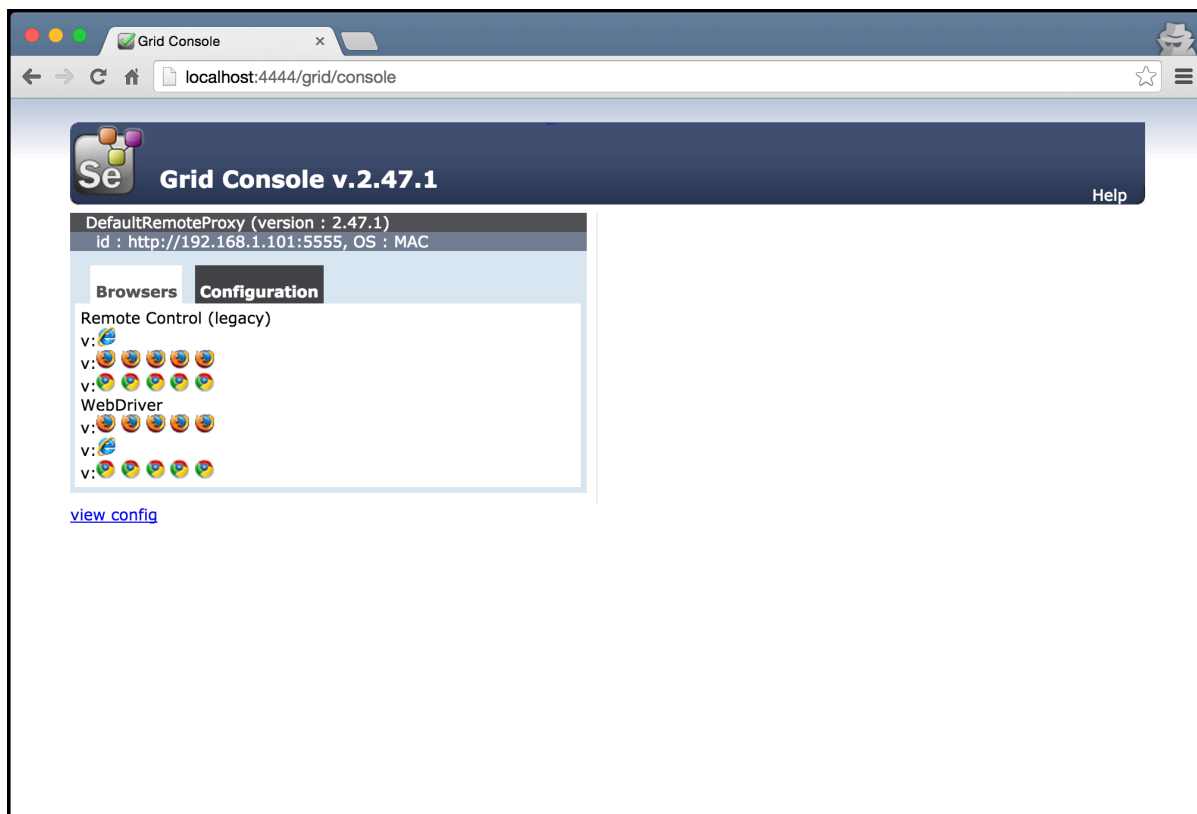 Grid Console
localhost:4444/grid/console
Se
Grid Console v.2.47.1
Help
DefaultRemoteProxy (version : 2.47.1)
id : http://192.168.1.101:5555, OS : MAC
Browsers Configuration
Remote Control (legacy)
v:
v:
v:
WebDriver
v:
v:
v:
view config